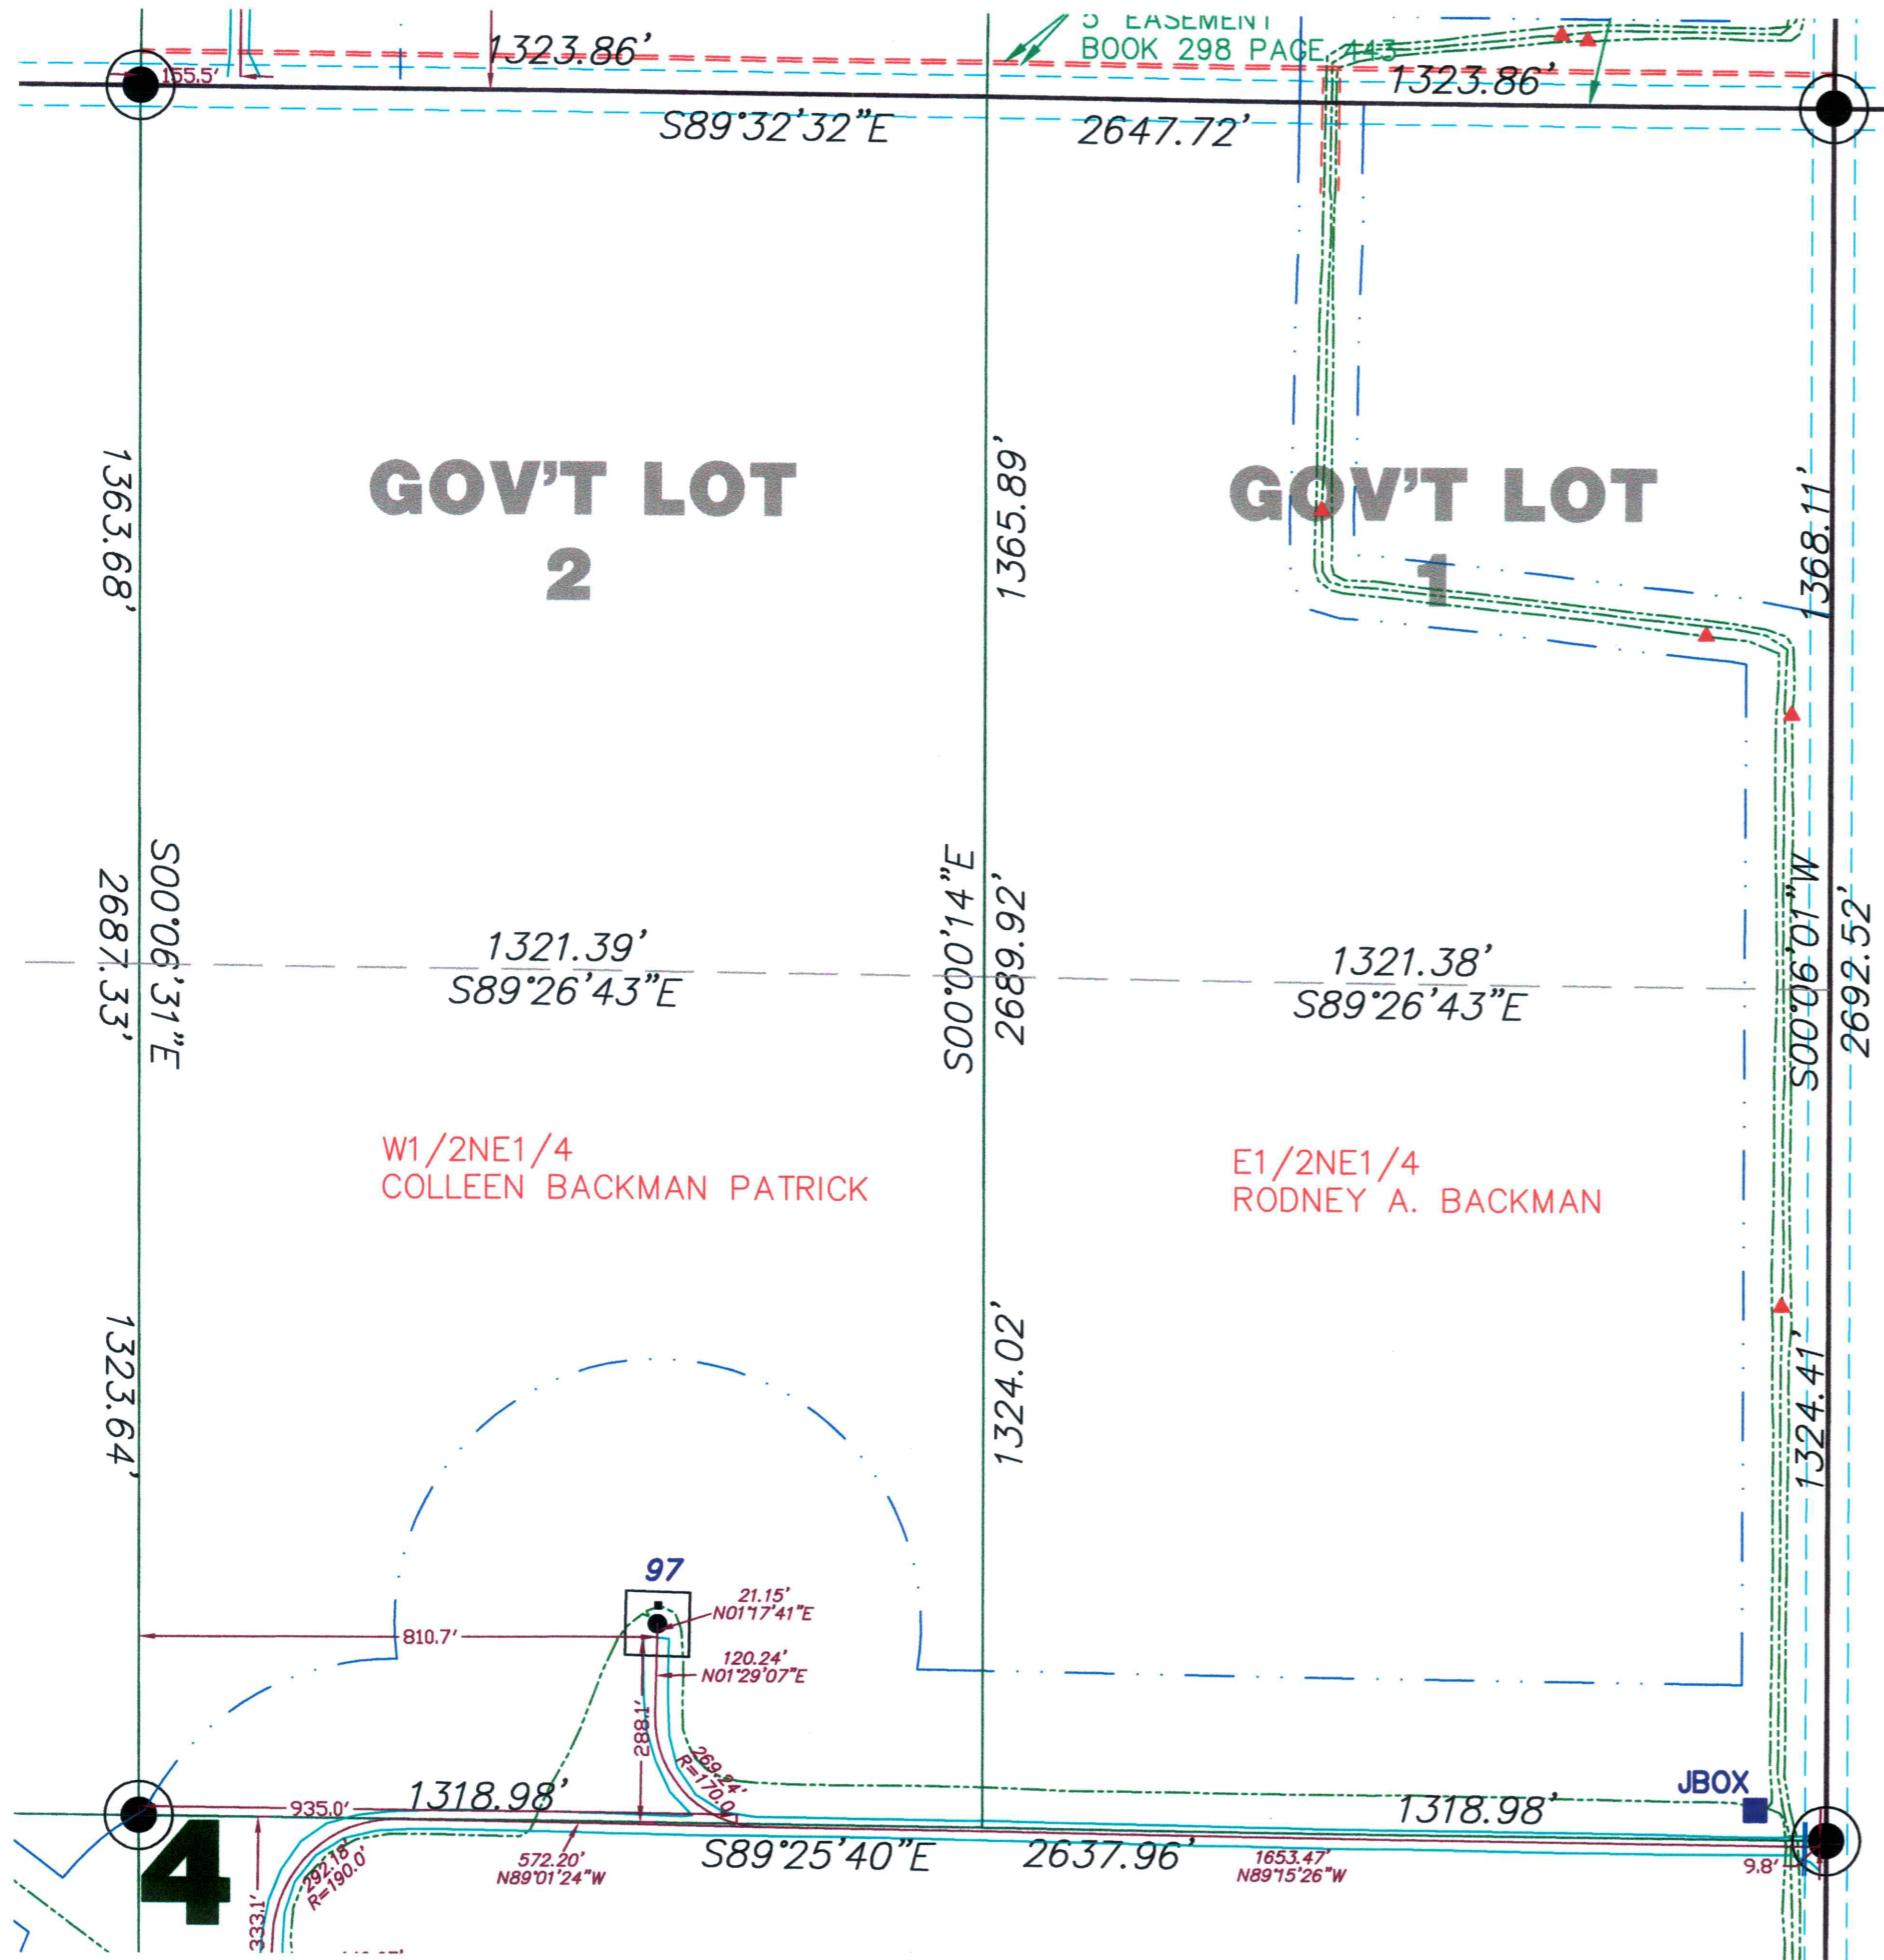 5' EASEMENT
BOOK 298 PAGE 443
1323.86'
1323.86'
155.5'
S89°32'32"E
2647.72'
GOV'T LOT
2
GOV'T LOT
1
1363.68'
1365.89'
1368.11'
S00°06'31"E
2687.33'
S00°00'14"E
2689.92'
S00°06'01"W
2692.52'
1321.39'
S89°26'43"E
1321.38'
S89°26'43"E
W1/2NE1/4
COLLEEN BACKMAN PATRICK
E1/2NE1/4
RODNEY A. BACKMAN
1323.64'
1324.02'
1324.41'
97
21.15'
N01°17'41"E
810.7'
120.24'
N01°29'07"E
288.1'
269.24'
R=170.0'
JBOX
935.0'
1318.98'
1318.98'
4
292.18'
R=190.0'
333.1'
572.20'
N89°01'24"W
S89°25'40"E
2637.96'
1653.47'
N89°15'26"W
9.8'